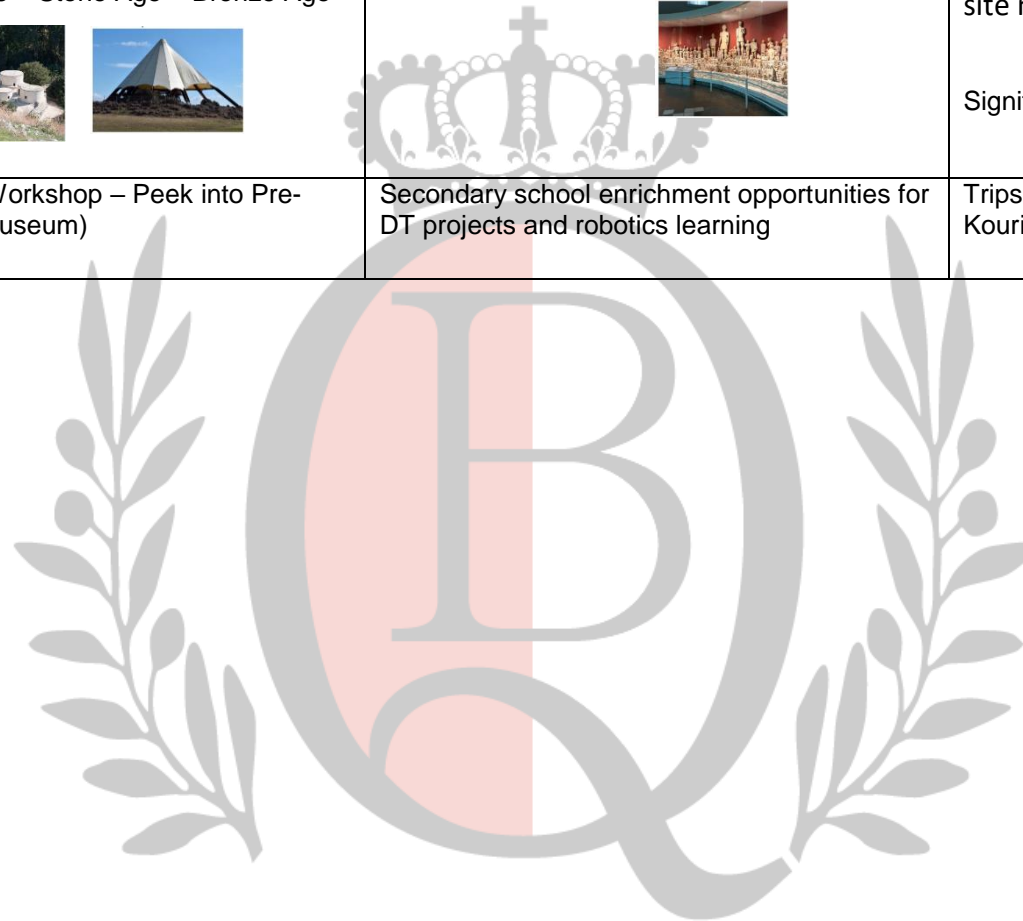 Stone Age – Bronze Age
site
Signi
Workshop – Peek into Pre-
useum)
Secondary school enrichment opportunities for
DT projects and robotics learning
Trips
Kouri
QB